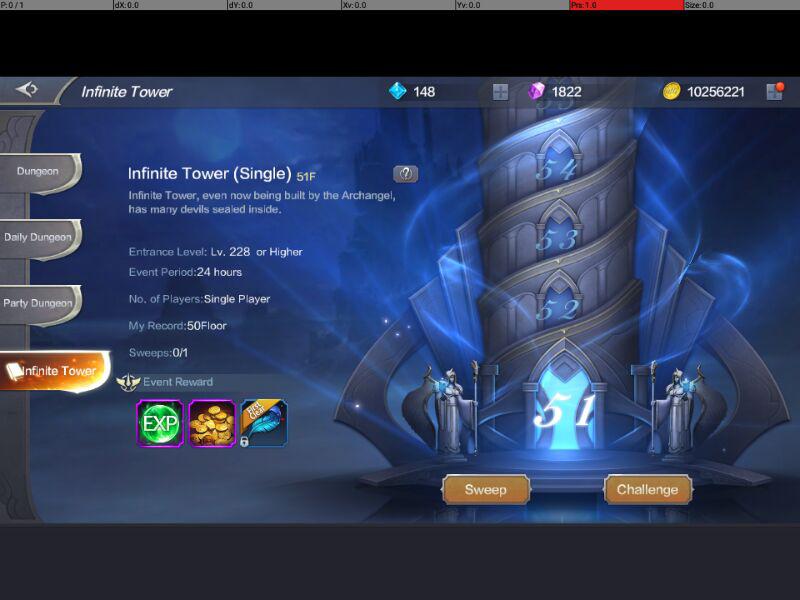 P: 0 / 1 dX: 0.0 dY: 0.0 Xv: 0.0 Yv: 0.0 Prs: 1.0 Size: 0.0
Infinite Tower 148 1822 10256221
Dungeon
Daily Dungeon
Party Dungeon
Infinite Tower
Infinite Tower (Single) 51F
Infinite Tower, even now being built by the Archangel,
has many devils sealed inside.
Entrance Level: Lv. 228 or Higher
Event Period:24 hours
No. of Players:Single Player
My Record:50Floor
Sweeps:0/1
Event Reward
EXP
First Clear
54
53
52
51
Sweep
Challenge